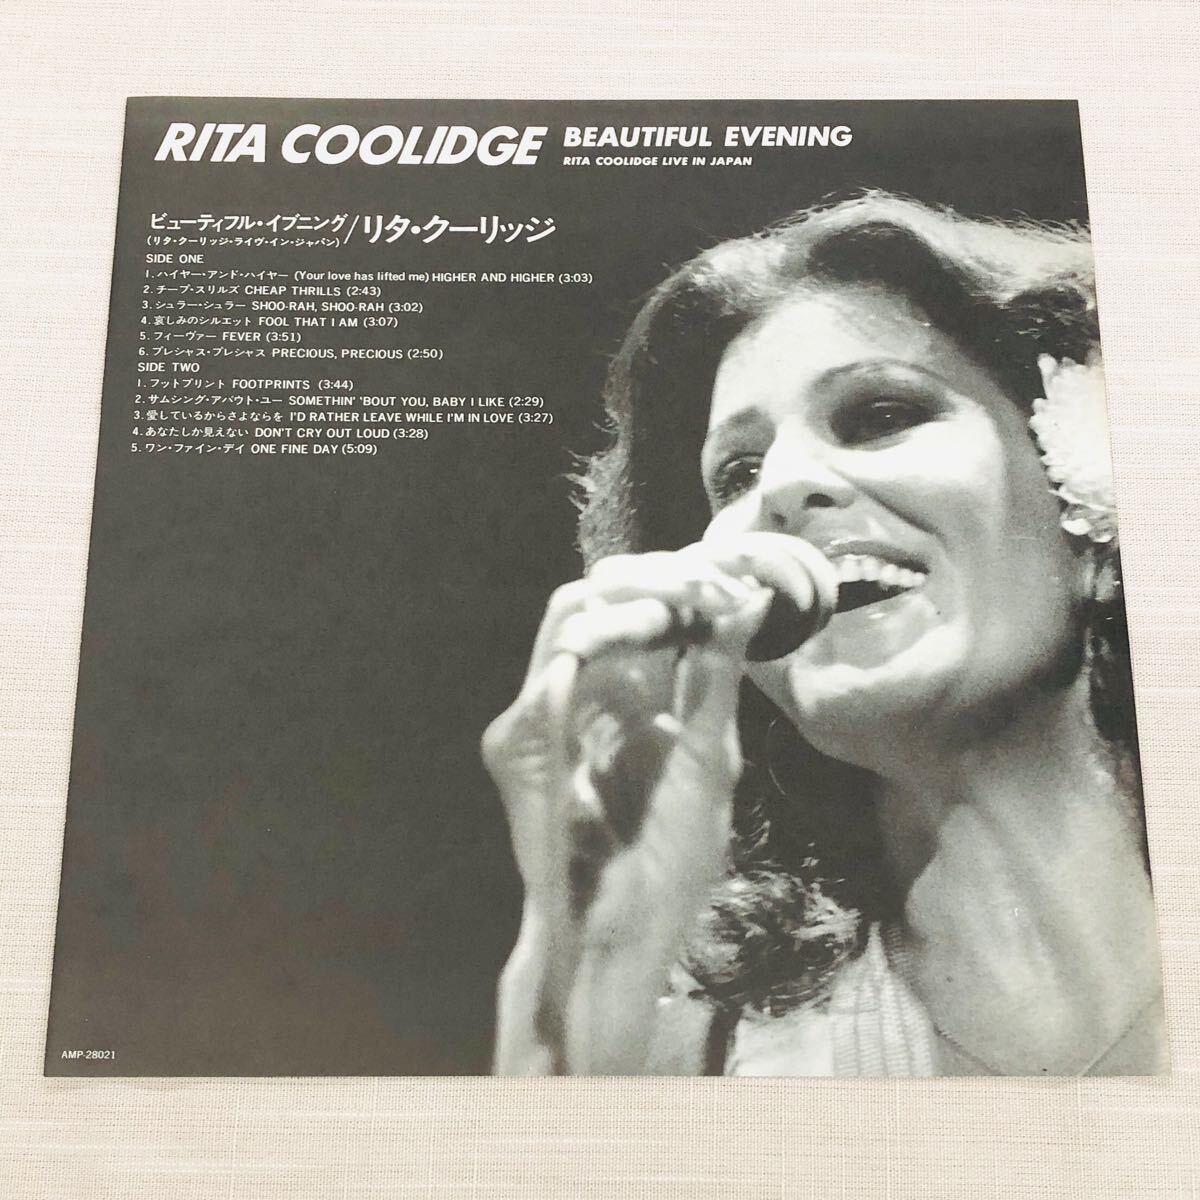 RITA COOLIDGE BEAUTIFUL EVENING
RITA COOLIDGE LIVE IN JAPAN
ビューティフル・イブニング/リタ・クーリッジ
(リタ・クーリッジ・ライヴ・イン・ジャパン)
SIDE ONE
1. ハイヤー・アンド・ハイヤー (Your love has lifted me) HIGHER AND HIGHER (3:03)
2. チープ・スリルズ CHEAP THRILLS (2:43)
3. シュラー・シュラー SHOO-RAH, SHOO-RAH (3:02)
4. 哀しみのシルエット FOOL THAT I AM (3:07)
5. フィーヴァー FEVER (3:51)
6. プレシャス・プレシャス PRECIOUS, PRECIOUS (2:50)
SIDE TWO
1. フットプリント FOOTPRINTS (3:44)
2. サムシング・アバウト・ユー SOMETHIN' 'BOUT YOU, BABY I LIKE (2:29)
3. 愛しているからさよならを I'D RATHER LEAVE WHILE I'M IN LOVE (3:27)
4. あなたしか見えない DON'T CRY OUT LOUD (3:28)
5. ワン・ファイン・デイ ONE FINE DAY (5:09)
AMP-28021